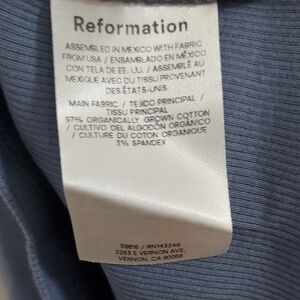 Reformation
ASSEMBLED IN MEXICO WITH FABRIC
FROM USA / ENSAMBLADO EN MÉXICO
CON TELA DE EE. UU. / ASSEMBLÉ AU
MEXIQUE AVEC DU TISSU PROVENANT
DES ÉTATS-UNIS
MAIN FABRIC / TEJIDO PRINCIPAL /
TISSU PRINCIPAL
97% ORGANICALLY GROWN COTTON
/ CULTIVO DEL ALGODÓN ORGÁNICO
/ CULTURE DU COTON ORGANIQUE
3% SPANDEX
59816 / RN143246
2263 E VERNON AVE.
VERNON, CA 90058